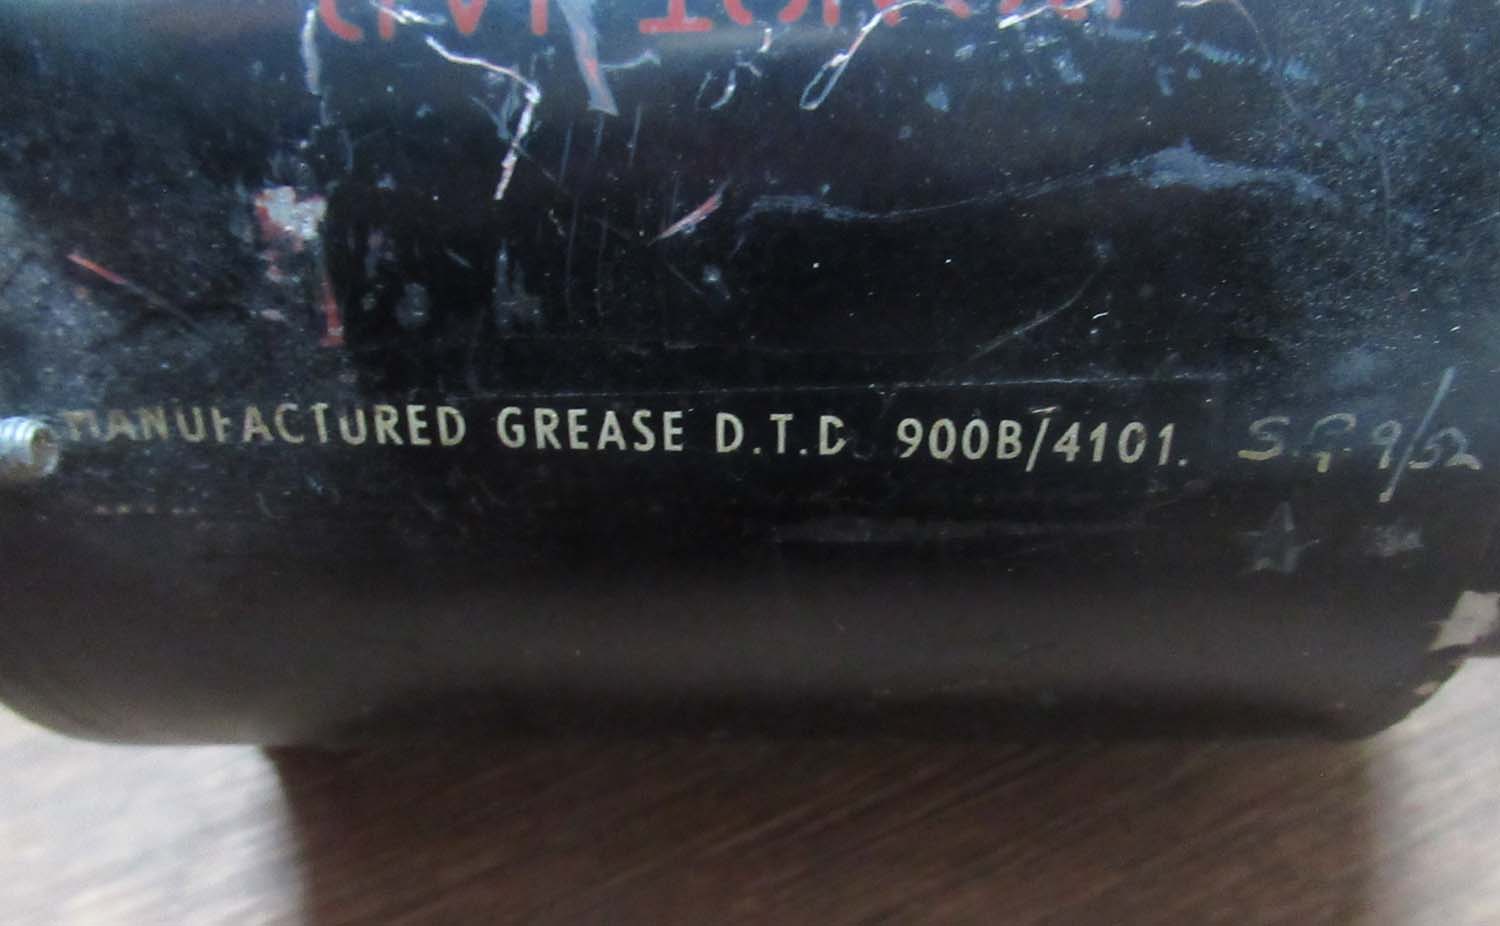 MANUFACTURED GREASE D.T.D 900B/4101. S.G. 9/52